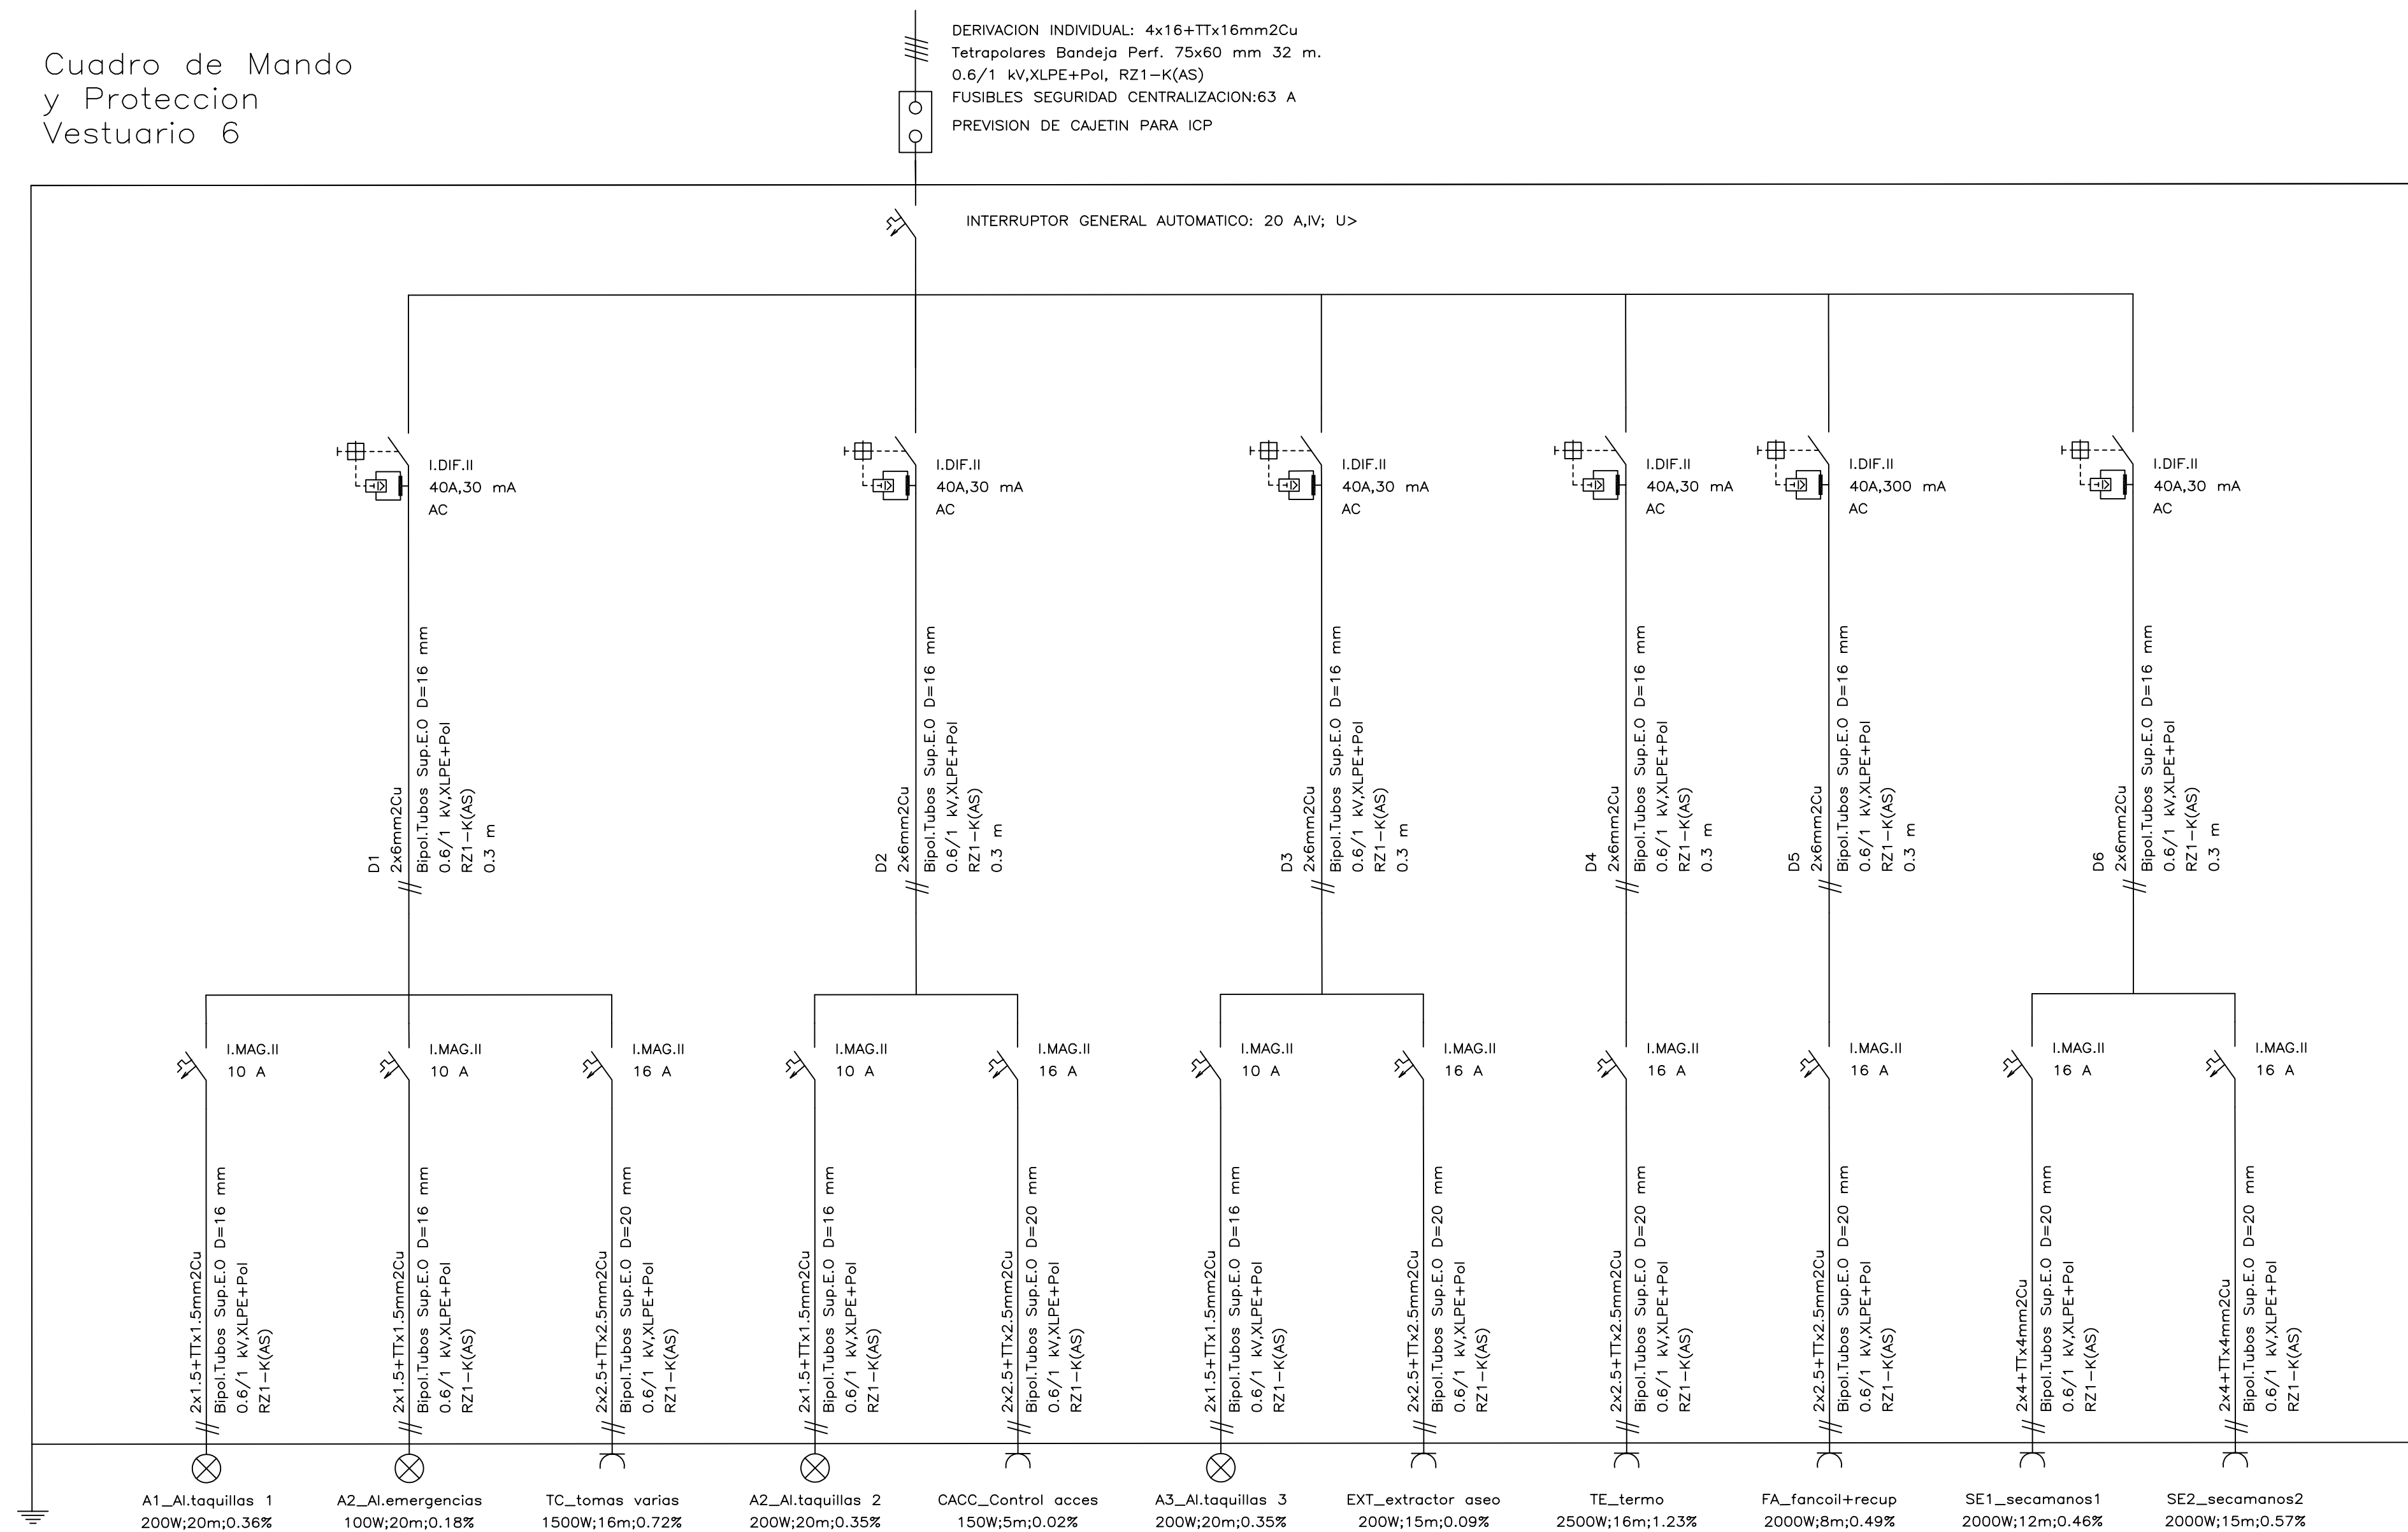 Cuadro de Mando
y Proteccion
Vestuario 6
DERIVACION INDIVIDUAL: 4x16+TTx16mm2Cu
Tetrapolares Bandeja Perf. 75x60 mm 32 m.
0.6/1 kV,XLPE+Pol, RZ1-K(AS)
FUSIBLES SEGURIDAD CENTRALIZACION:63 A
PREVISION DE CAJETIN PARA ICP
INTERRUPTOR GENERAL AUTOMATICO: 20 A,IV; U>
I.DIF.II
40A,30 mA
AC
I.DIF.II
40A,30 mA
AC
I.DIF.II
40A,30 mA
AC
I.DIF.II
40A,30 mA
AC
I.DIF.II
40A,300 mA
AC
I.DIF.II
40A,30 mA
AC
D1
2x6mm2Cu
Bipol.Tubos Sup.E.O D=16 mm
0.6/1 kV,XLPE+Pol
RZ1-K(AS)
0.3 m
D2
2x6mm2Cu
Bipol.Tubos Sup.E.O D=16 mm
0.6/1 kV,XLPE+Pol
RZ1-K(AS)
0.3 m
D3
2x6mm2Cu
Bipol.Tubos Sup.E.O D=16 mm
0.6/1 kV,XLPE+Pol
RZ1-K(AS)
0.3 m
D4
2x6mm2Cu
Bipol.Tubos Sup.E.O D=16 mm
0.6/1 kV,XLPE+Pol
RZ1-K(AS)
0.3 m
D5
2x6mm2Cu
Bipol.Tubos Sup.E.O D=16 mm
0.6/1 kV,XLPE+Pol
RZ1-K(AS)
0.3 m
D6
2x6mm2Cu
Bipol.Tubos Sup.E.O D=16 mm
0.6/1 kV,XLPE+Pol
RZ1-K(AS)
0.3 m
I.MAG.II
10 A
I.MAG.II
10 A
I.MAG.II
16 A
I.MAG.II
10 A
I.MAG.II
16 A
I.MAG.II
10 A
I.MAG.II
16 A
I.MAG.II
16 A
I.MAG.II
16 A
I.MAG.II
16 A
I.MAG.II
16 A
2x1.5+TTx1.5mm2Cu
Bipol.Tubos Sup.E.O D=16 mm
0.6/1 kV,XLPE+Pol
RZ1-K(AS)
2x1.5+TTx1.5mm2Cu
Bipol.Tubos Sup.E.O D=16 mm
0.6/1 kV,XLPE+Pol
RZ1-K(AS)
2x2.5+TTx2.5mm2Cu
Bipol.Tubos Sup.E.O D=20 mm
0.6/1 kV,XLPE+Pol
RZ1-K(AS)
2x1.5+TTx1.5mm2Cu
Bipol.Tubos Sup.E.O D=16 mm
0.6/1 kV,XLPE+Pol
RZ1-K(AS)
2x2.5+TTx2.5mm2Cu
Bipol.Tubos Sup.E.O D=20 mm
0.6/1 kV,XLPE+Pol
RZ1-K(AS)
2x1.5+TTx1.5mm2Cu
Bipol.Tubos Sup.E.O D=16 mm
0.6/1 kV,XLPE+Pol
RZ1-K(AS)
2x2.5+TTx2.5mm2Cu
Bipol.Tubos Sup.E.O D=20 mm
0.6/1 kV,XLPE+Pol
RZ1-K(AS)
2x2.5+TTx2.5mm2Cu
Bipol.Tubos Sup.E.O D=20 mm
0.6/1 kV,XLPE+Pol
RZ1-K(AS)
2x2.5+TTx2.5mm2Cu
Bipol.Tubos Sup.E.O D=20 mm
0.6/1 kV,XLPE+Pol
RZ1-K(AS)
2x4+TTx4mm2Cu
Bipol.Tubos Sup.E.O D=20 mm
0.6/1 kV,XLPE+Pol
RZ1-K(AS)
2x4+TTx4mm2Cu
Bipol.Tubos Sup.E.O D=20 mm
0.6/1 kV,XLPE+Pol
RZ1-K(AS)
A1_Al.taquillas 1
200W;20m;0.36%
A2_Al.emergencias
100W;20m;0.18%
TC_tomas varias
1500W;16m;0.72%
A2_Al.taquillas 2
200W;20m;0.35%
CACC_Control acces
150W;5m;0.02%
A3_Al.taquillas 3
200W;20m;0.35%
EXT_extractor aseo
200W;15m;0.09%
TE_termo
2500W;16m;1.23%
FA_fancoil+recup
2000W;8m;0.49%
SE1_secamanos1
2000W;12m;0.46%
SE2_secamanos2
2000W;15m;0.57%